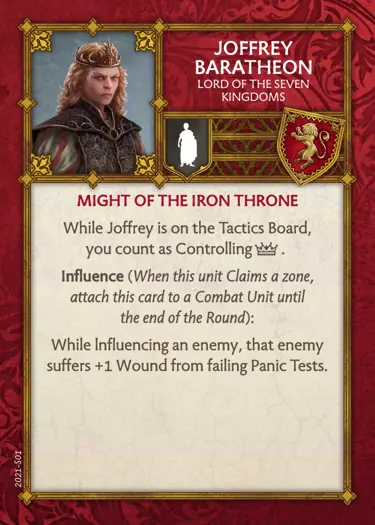 JOFFREY
BARATHEON
LORD OF THE SEVEN
KINGDOMS
MIGHT OF THE IRON THRONE
While Joffrey is on the Tactics Board,
you count as Controlling .
Influence (When this unit Claims a zone,
attach this card to a Combat Unit until
the end of the Round):
While Influencing an enemy, that enemy
suffers +1 Wound from failing Panic Tests.
2021-S01